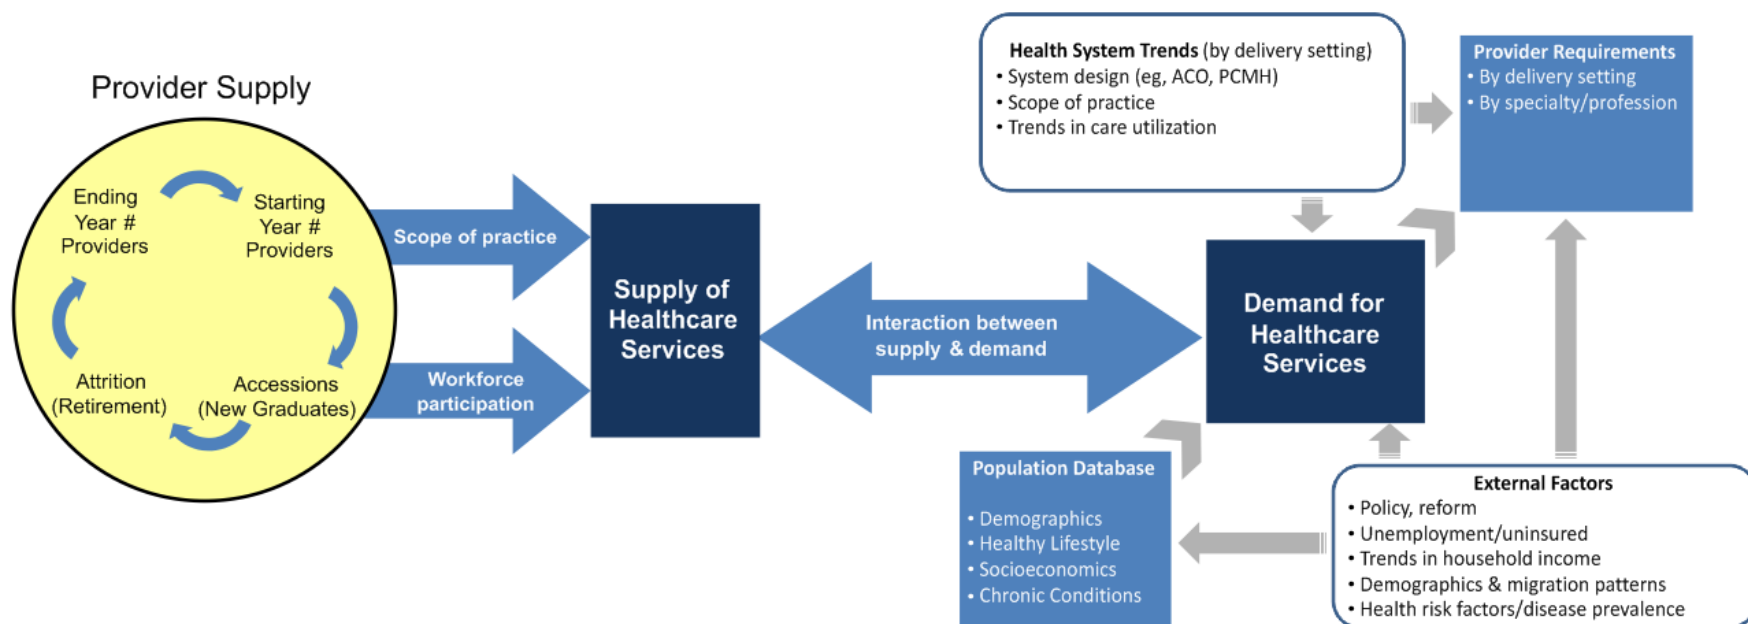 Provider Supply
Ending
Year #
Providers
Starting
Year #
Providers
Attrition
(Retirement)
Accessions
(New Graduates)
Scope of practice
Workforce
participation
Supply of
Healthcare
Services
Interaction between
supply & demand
Health System Trends (by delivery setting)
• System design (eg, ACO, PCMH)
• Scope of practice
• Trends in care utilization
Provider Requirements
• By delivery setting
• By specialty/profession
Demand for
Healthcare
Services
Population Database
• Demographics
• Healthy Lifestyle
• Socioeconomics
• Chronic Conditions
External Factors
• Policy, reform
• Unemployment/uninsured
• Trends in household income
• Demographics & migration patterns
• Health risk factors/disease prevalence